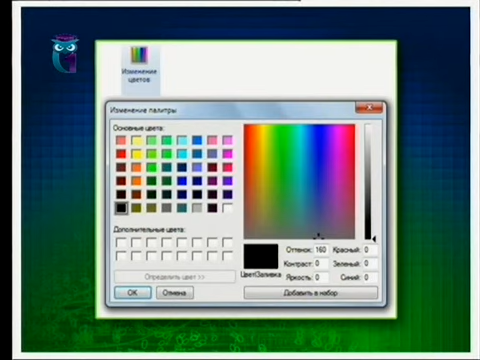 Изменение
цветов
Изменение палитры
Основные цвета:
Дополнительные цвета:
Определить цвет >>
OK
Отмена
Цвет|Заливка
Оттенок: 160
Контраст: 0
Яркость: 0
Красный: 0
Зеленый: 0
Синий: 0
Добавить в набор